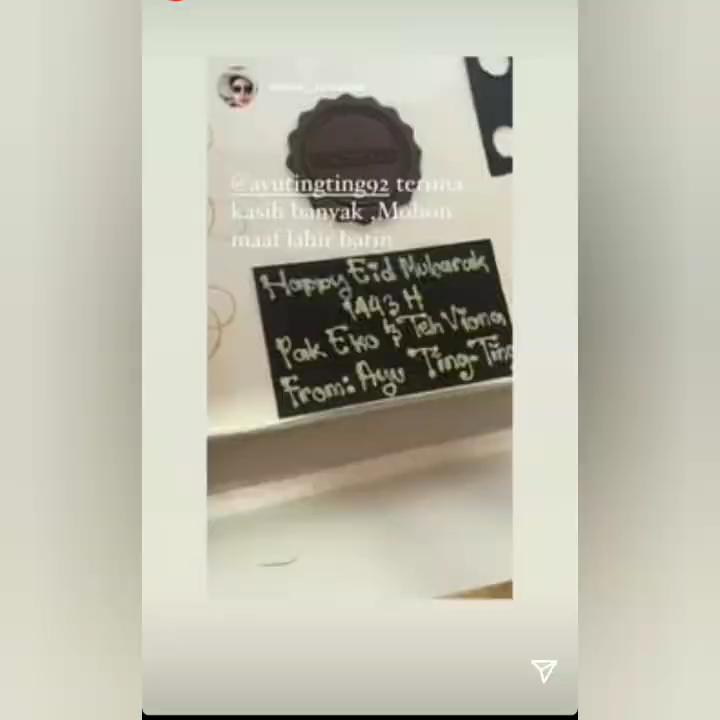 @ayutingting92 terima
kasih banyak ,Mohon
maaf lahir batin
Happy Eid Mubarak
1443 H
Pak Eko & Teh Viona
From: Ayu Ting-Ting